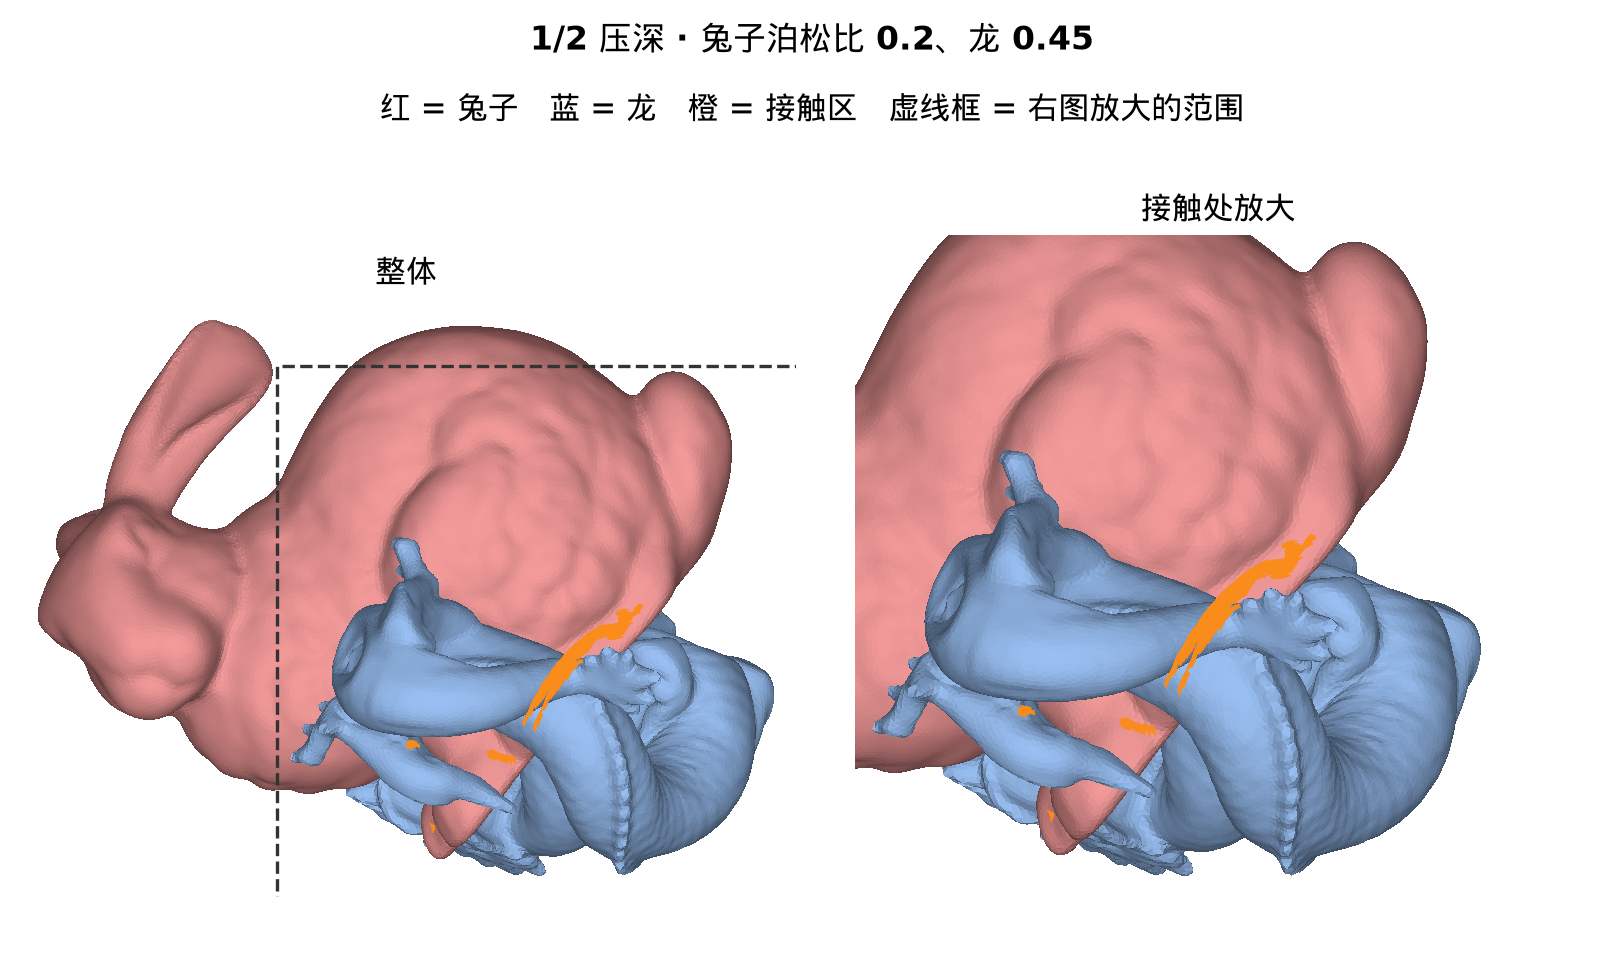 1/2 压深 · 兔子泊松比 0.2、龙 0.45
红 = 兔子 蓝 = 龙 橙 = 接触区 虚线框 = 右图放大的范围
接触处放大
整体